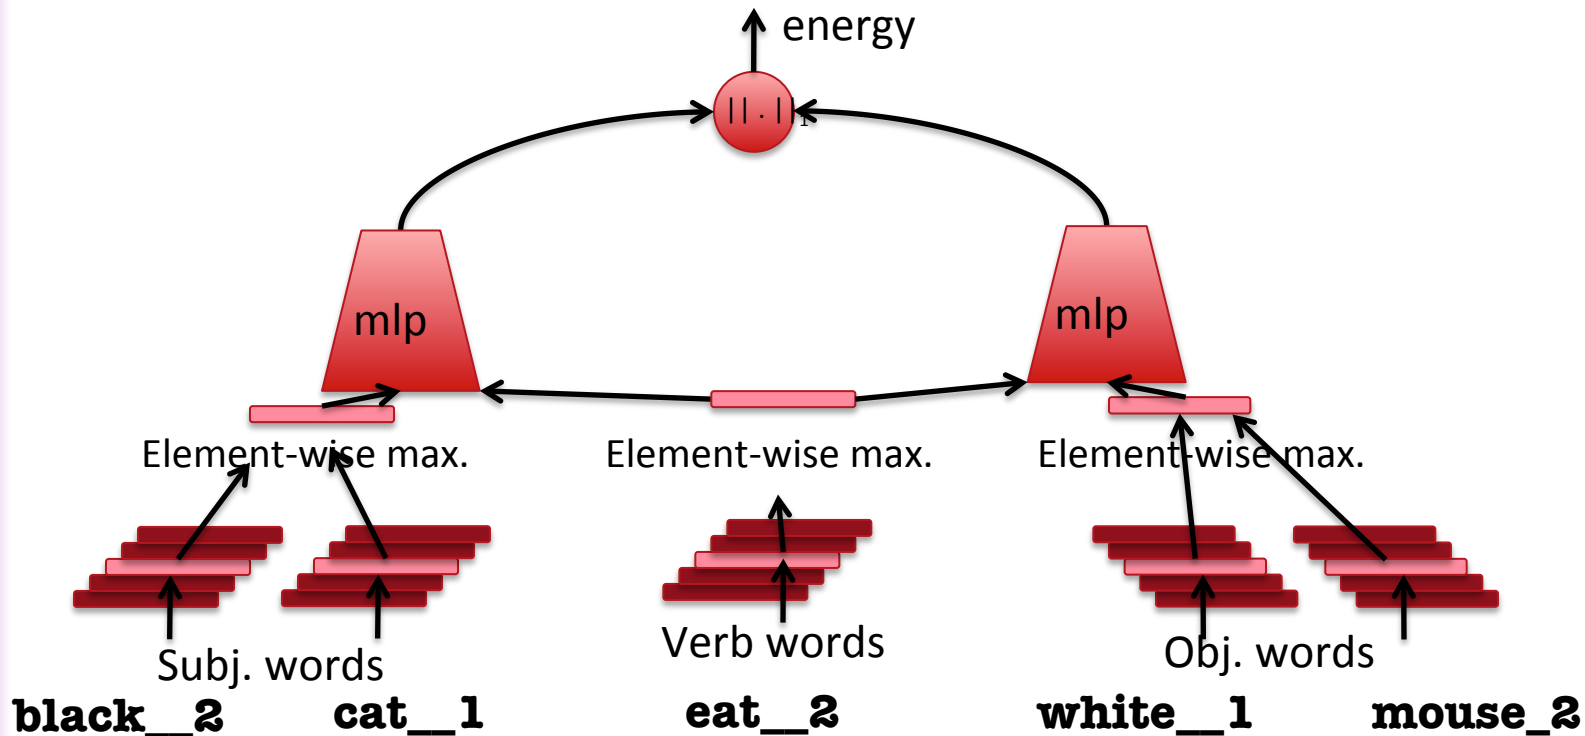 energy
||.||₁
mlp
mlp
Element-wise max.
Element-wise max.
Element-wise max.
Subj. words
Verb words
Obj. words
black__2
cat__1
eat__2
white__1
mouse_2